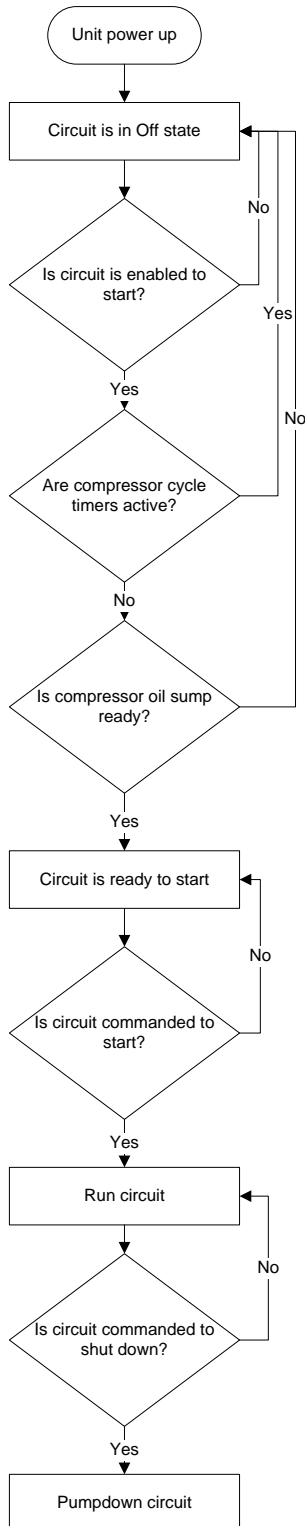 Unit power up
Circuit is in Off state
No
Is circuit is enabled to
start?
Yes
Yes
No
Are compressor cycle
timers active?
No
Is compressor oil sump
ready?
Yes
Circuit is ready to start
No
Is circuit commanded to
start?
Yes
Run circuit
No
Is circuit commanded to
shut down?
Yes
Pumpdown circuit